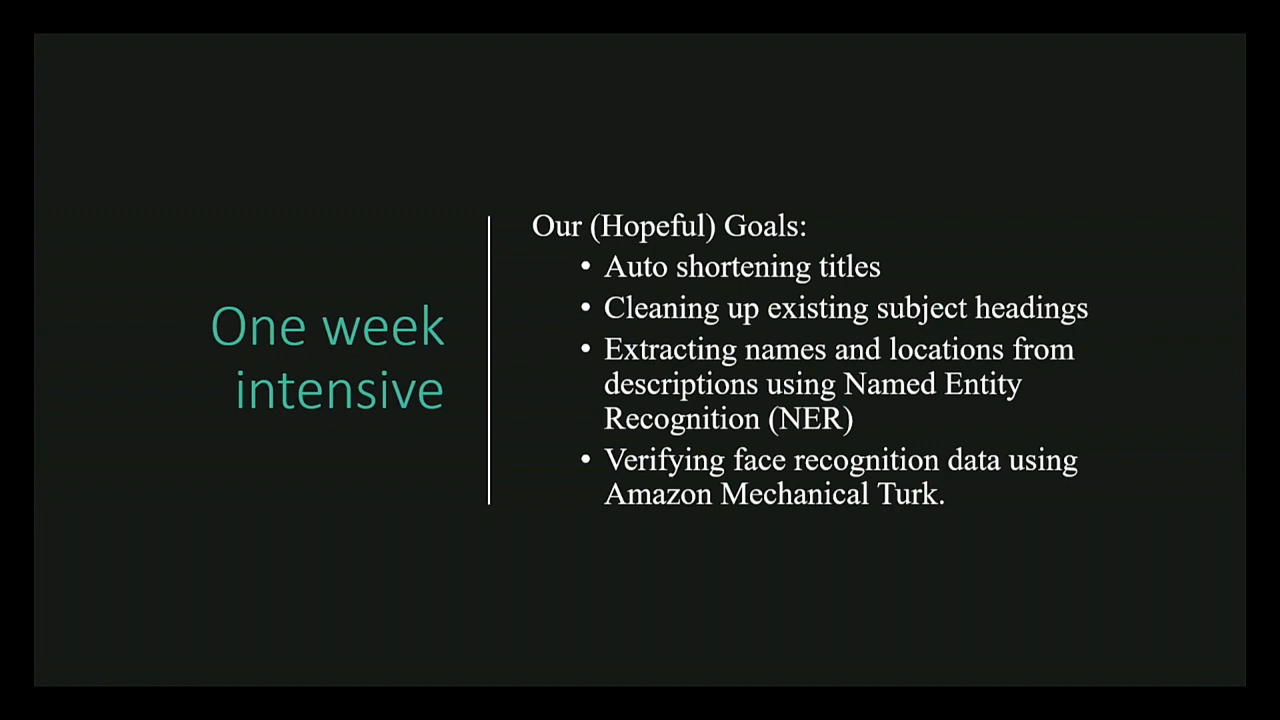 One week
intensive
Our (Hopeful) Goals:
• Auto shortening titles
• Cleaning up existing subject headings
• Extracting names and locations from
descriptions using Named Entity
Recognition (NER)
• Verifying face recognition data using
Amazon Mechanical Turk.